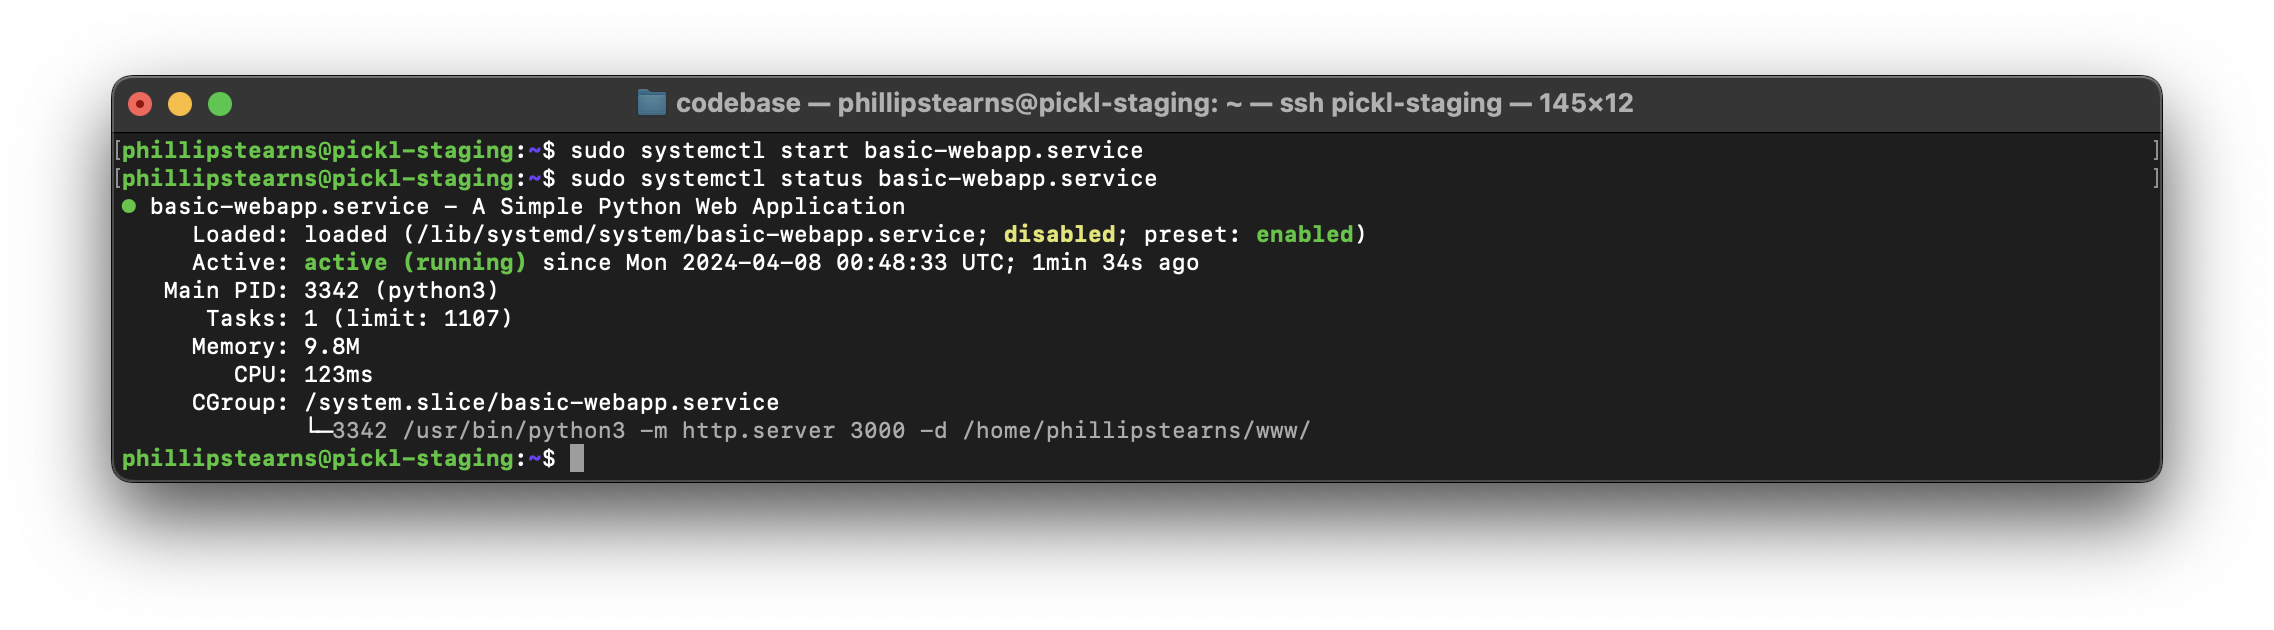 codebase — phillipstearns@pickl-staging: ~ — ssh pickl-staging — 145×12
[phillipstearns@pickl-staging:~$ sudo systemctl start basic-webapp.service ]
[phillipstearns@pickl-staging:~$ sudo systemctl status basic-webapp.service ]
● basic-webapp.service - A Simple Python Web Application
     Loaded: loaded (/lib/systemd/system/basic-webapp.service; disabled; preset: enabled)
     Active: active (running) since Mon 2024-04-08 00:48:33 UTC; 1min 34s ago
   Main PID: 3342 (python3)
      Tasks: 1 (limit: 1107)
     Memory: 9.8M
        CPU: 123ms
     CGroup: /system.slice/basic-webapp.service
             └─3342 /usr/bin/python3 -m http.server 3000 -d /home/phillipstearns/www/
phillipstearns@pickl-staging:~$